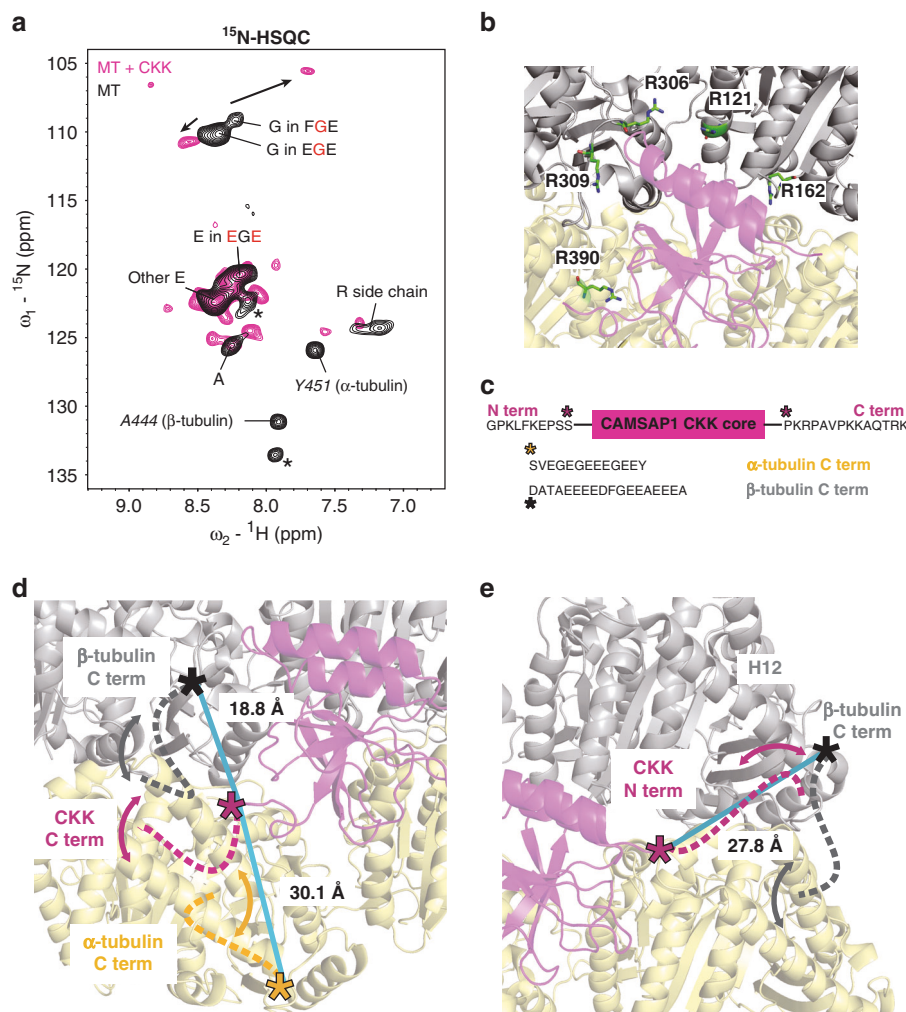 a
¹⁵N-HSQC
MT + CKK
MT
G in FGE
G in EGE
E in EGE
Other E
*
R side chain
A
Y451 (α-tubulin)
A444 (β-tubulin)
*
105
110
115
120
125
130
135
ω₁ - ¹⁵N (ppm)
9.0
8.5
8.0
7.5
7.0
ω₂ - ¹H (ppm)
b
R306
R121
R309
R162
R390
c
N term
C term
* *
GPKLFKEPSS
CAMSAP1 CKK core
PKRPAVPKKAQTRK
*
SVEGEGEEEGEEY
α-tubulin C term
DATAEEEEDFGEEAEEEA
β-tubulin C term
*
d
β-tubulin
C term
*
18.8 Å
CKK
C term
*
30.1 Å
α-tubulin
C term
*
e
H12
β-tubulin
C term
*
CKK
N term
*
27.8 Å